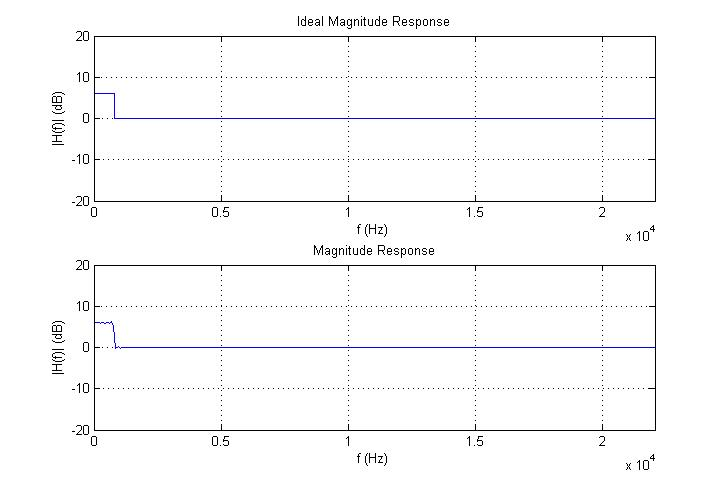 Ideal Magnitude Response
20
10
0
-10
-20
|H(f)| (dB)
0 0.5 1 1.5 2
f (Hz)
x 10^4
Magnitude Response
20
10
0
-10
-20
|H(f)| (dB)
0 0.5 1 1.5 2
f (Hz)
x 10^4